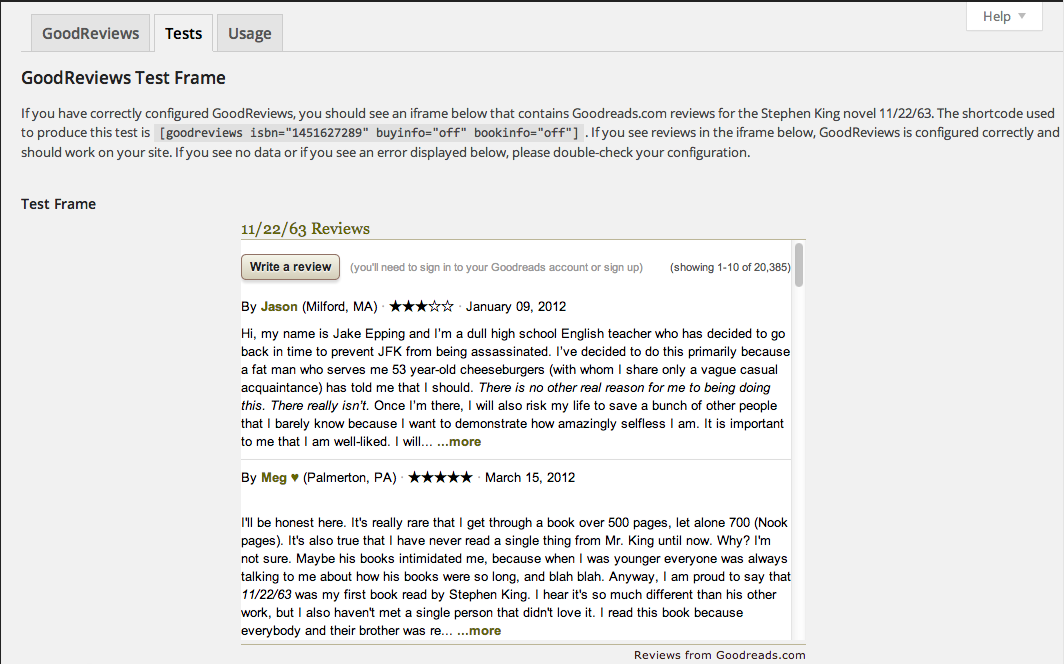 Help ▼
GoodReviews Tests Usage
GoodReviews Test Frame
If you have correctly configured GoodReviews, you should see an iframe below that contains Goodreads.com reviews for the Stephen King novel 11/22/63. The shortcode used
to produce this test is [goodreviews isbn="1451627289" buyinfo="off" bookinfo="off"] . If you see reviews in the iframe below, GoodReviews is configured correctly and
should work on your site. If you see no data or if you see an error displayed below, please double-check your configuration.
Test Frame
11/22/63 Reviews
Write a review (you'll need to sign in to your Goodreads account or sign up) (showing 1-10 of 20,385)
By Jason (Milford, MA) · ★★★☆☆ · January 09, 2012
Hi, my name is Jake Epping and I'm a dull high school English teacher who has decided to go
back in time to prevent JFK from being assassinated. I've decided to do this primarily because
a fat man who serves me 53 year-old cheeseburgers (with whom I share only a vague casual
acquaintance) has told me that I should. There is no other real reason for me to being doing
this. There really isn't. Once I'm there, I will also risk my life to save a bunch of other people
that I barely know because I want to demonstrate how amazingly selfless I am. It is important
to me that I am well-liked. I will... ...more
By Meg ♥ (Palmerton, PA) · ★★★★★ · March 15, 2012
I'll be honest here. It's really rare that I get through a book over 500 pages, let alone 700 (Nook
pages). It's also true that I have never read a single thing from Mr. King until now. Why? I'm
not sure. Maybe his books intimidated me, because when I was younger everyone was always
talking to me about how his books were so long, and blah blah. Anyway, I am proud to say that
11/22/63 was my first book read by Stephen King. I hear it's so much different than his other
work, but I also haven't met a single person that didn't love it. I read this book because
everybody and their brother was re... ...more
Reviews from Goodreads.com